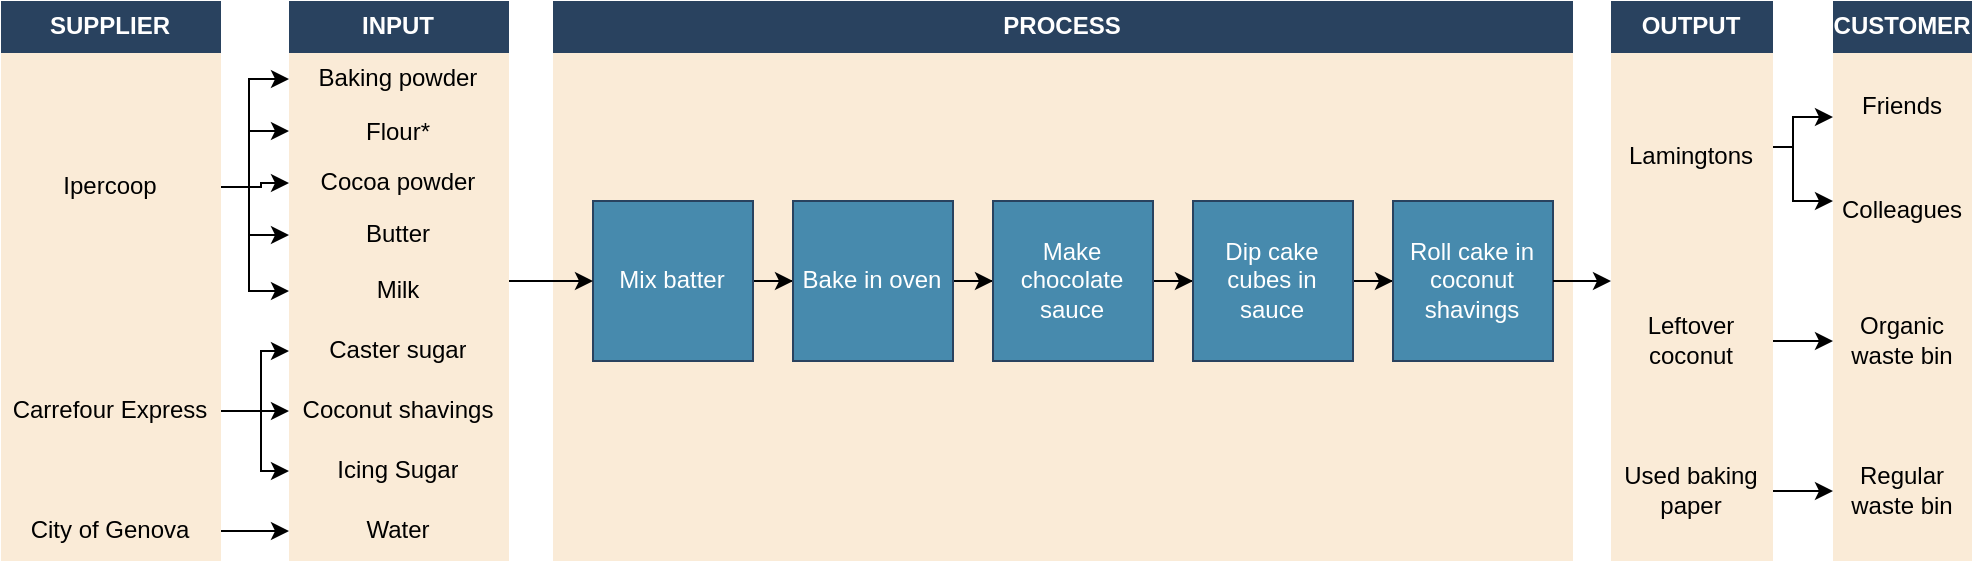 SUPPLIER
Ipercoop
Carrefour Express
City of Genova
INPUT
Baking powder
Flour*
Cocoa powder
Butter
Milk
Caster sugar
Coconut shavings
Icing Sugar
Water
PROCESS
Mix batter
Bake in oven
Make
chocolate
sauce
Dip cake
cubes in
sauce
Roll cake in
coconut
shavings
OUTPUT
Lamingtons
Leftover
coconut
Used baking
paper
CUSTOMER
Friends
Colleagues
Organic
waste bin
Regular
waste bin